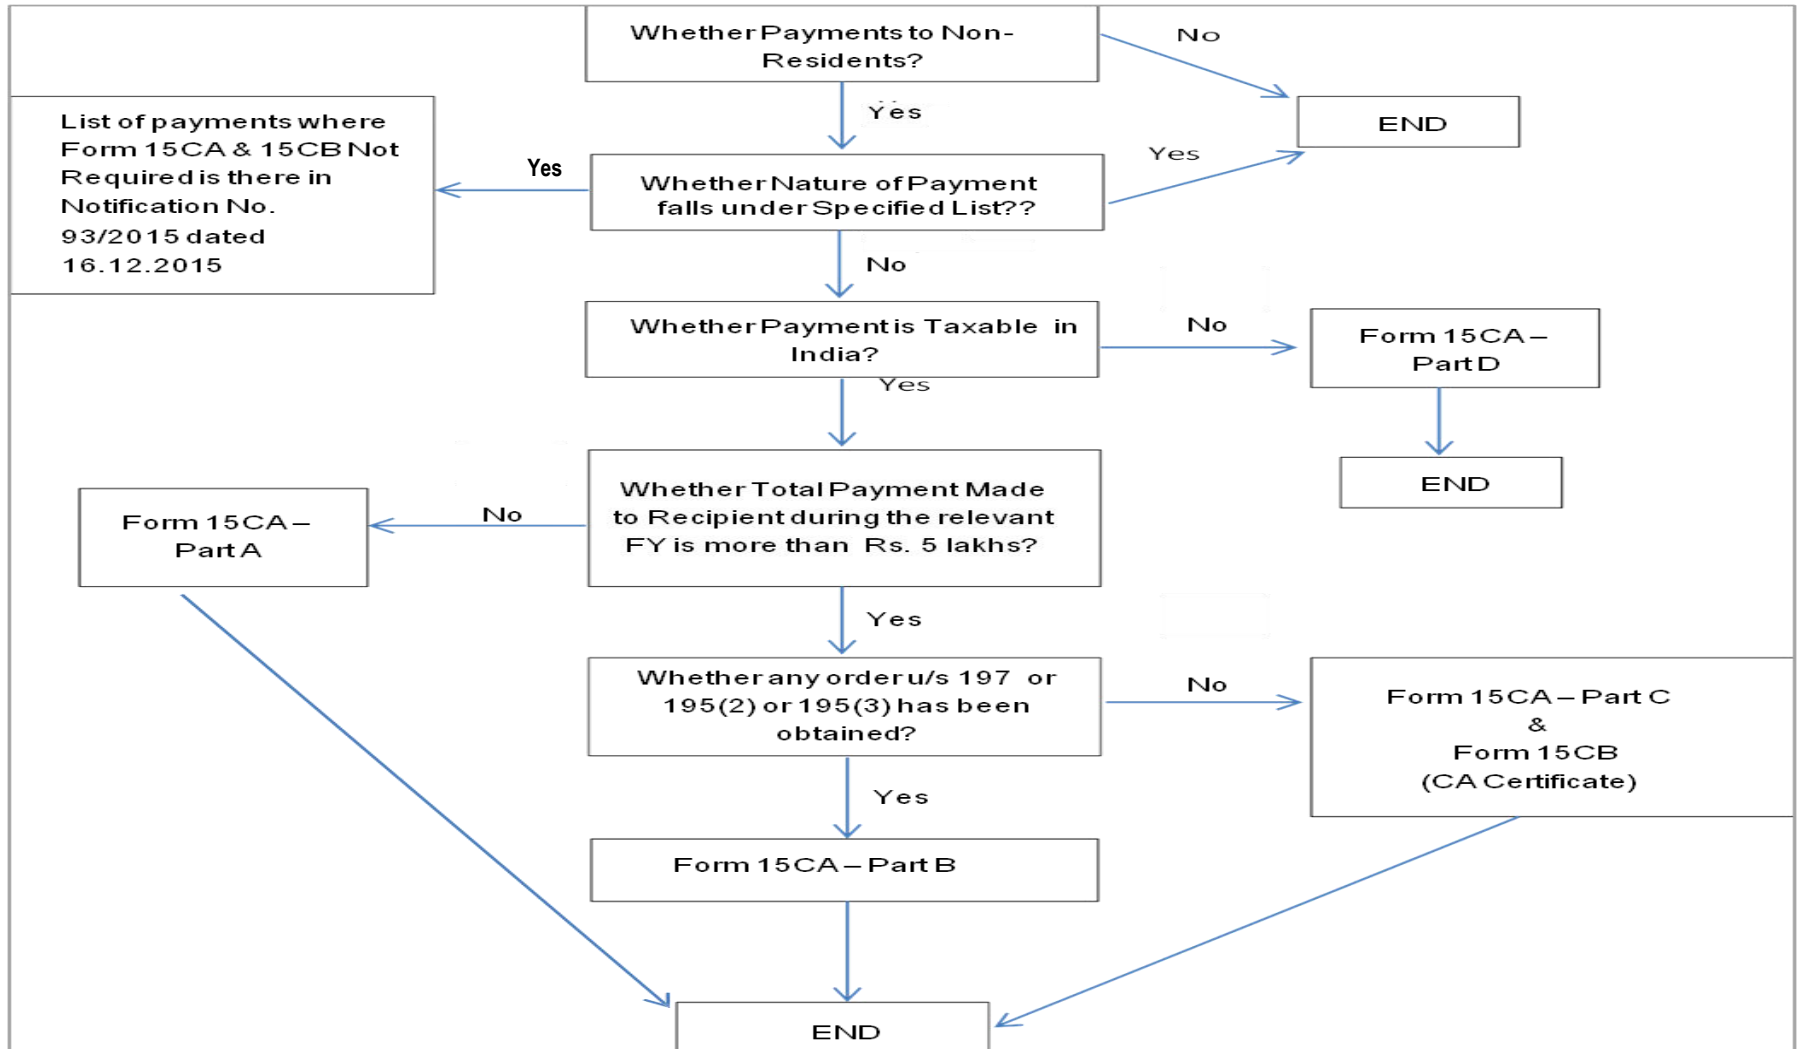 Whether Payments to Non-
Residents?
No
END
Yes
List of payments where
Form 15CA & 15CB Not
Required is there in
Notification No.
93/2015 dated
16.12.2015
Yes
Whether Nature of Payment
falls under Specified List??
Yes
No
Whether Payment is Taxable in
India?
No
Form 15CA –
Part D
Yes
END
Whether Total Payment Made
to Recipient during the relevant
FY is more than Rs. 5 lakhs?
No
Form 15CA –
Part A
Yes
Whether any order u/s 197 or
195(2) or 195(3) has been
obtained?
No
Form 15CA – Part C
&
Form 15CB
(CA Certificate)
Yes
Form 15CA – Part B
END